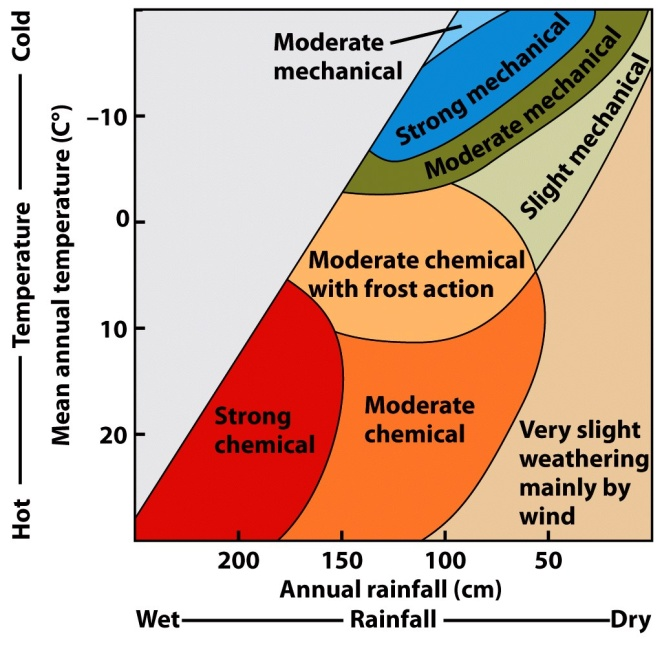 Cold
Temperature
Hot
Mean annual temperature (C°)
–10
0
10
20
Moderate
mechanical
Strong mechanical
Moderate mechanical
Slight mechanical
Moderate chemical
with frost action
Strong
chemical
Moderate
chemical
Very slight
weathering
mainly by
wind
200
150
100
50
Annual rainfall (cm)
Wet
Rainfall
Dry